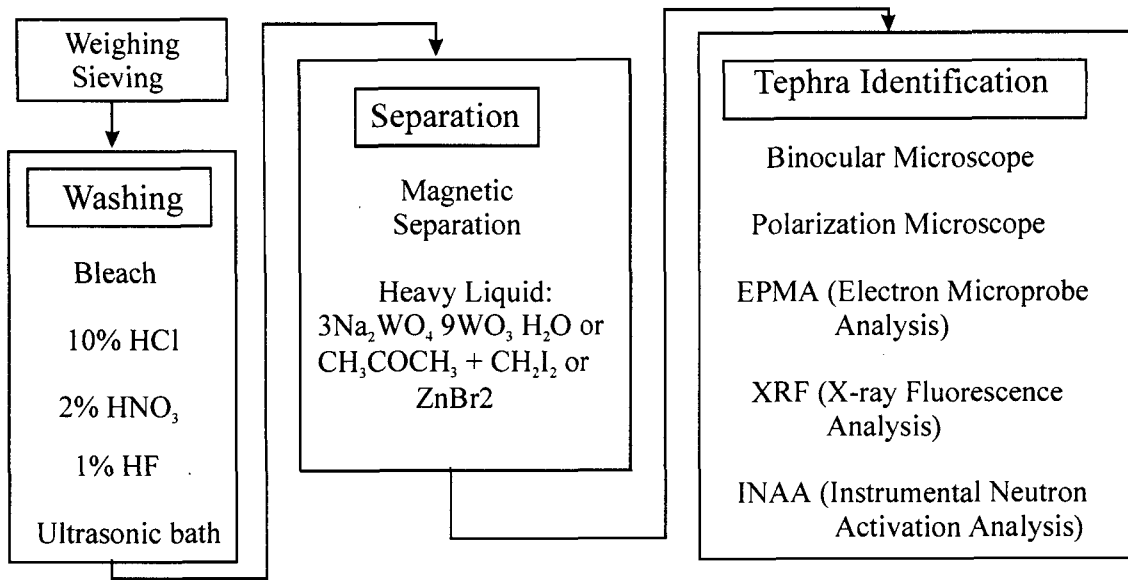 Weighing
Sieving
Washing
Bleach
10% HCl
2% HNO₃
1% HF
Ultrasonic bath
Separation
Magnetic
Separation
Heavy Liquid:
3Na₂WO₄ 9WO₃ H₂O or
CH₃COCH₃ + CH₂I₂ or
ZnBr2
Tephra Identification
Binocular Microscope
Polarization Microscope
EPMA (Electron Microprobe
Analysis)
XRF (X-ray Fluorescence
Analysis)
INAA (Instrumental Neutron
Activation Analysis)